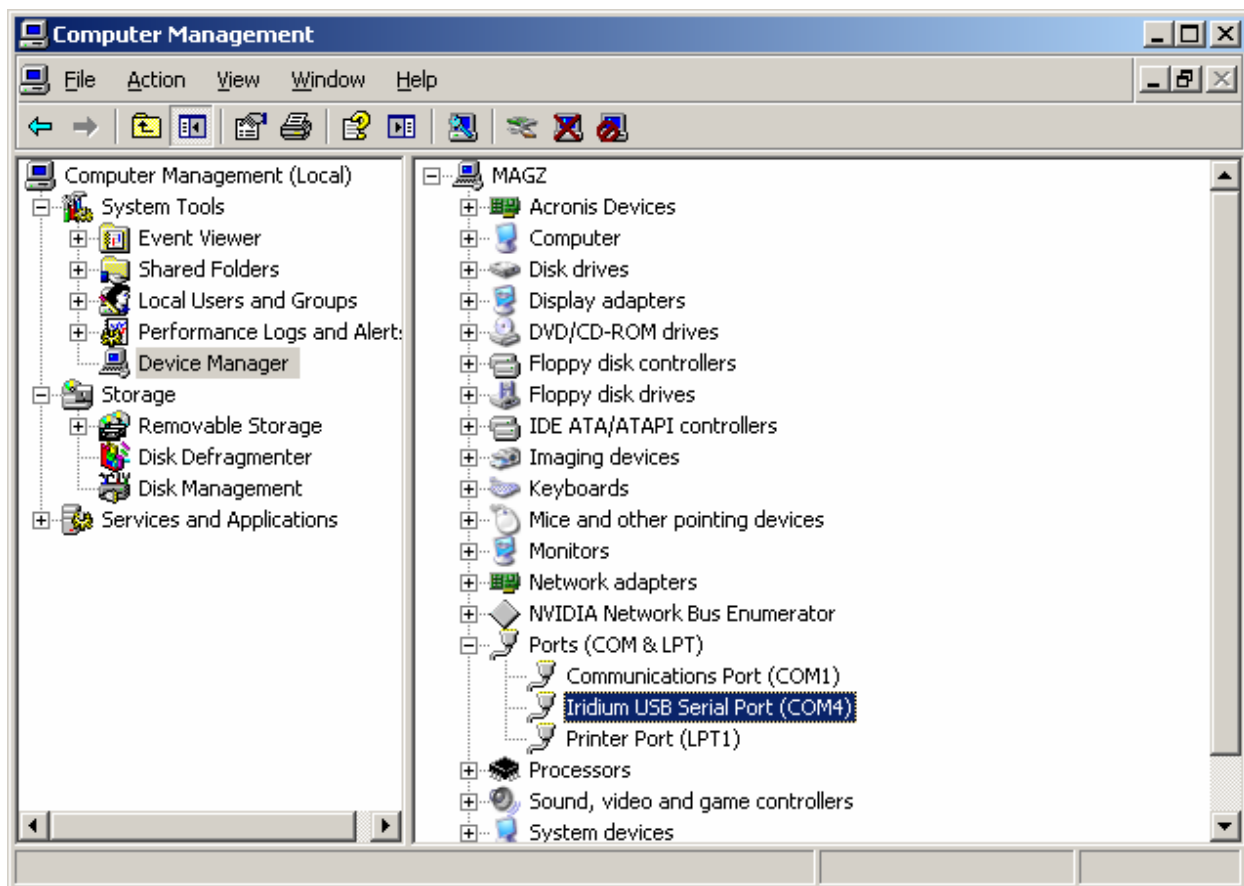 Computer Management
File Action View Window Help
Computer Management (Local)
System Tools
Event Viewer
Shared Folders
Local Users and Groups
Performance Logs and Alert:
Device Manager
Storage
Removable Storage
Disk Defragmenter
Disk Management
Services and Applications
MAGZ
Acronis Devices
Computer
Disk drives
Display adapters
DVD/CD-ROM drives
Floppy disk controllers
Floppy disk drives
IDE ATA/ATAPI controllers
Imaging devices
Keyboards
Mice and other pointing devices
Monitors
Network adapters
NVIDIA Network Bus Enumerator
Ports (COM & LPT)
Communications Port (COM1)
Iridium USB Serial Port (COM4)
Printer Port (LPT1)
Processors
Sound, video and game controllers
System devices